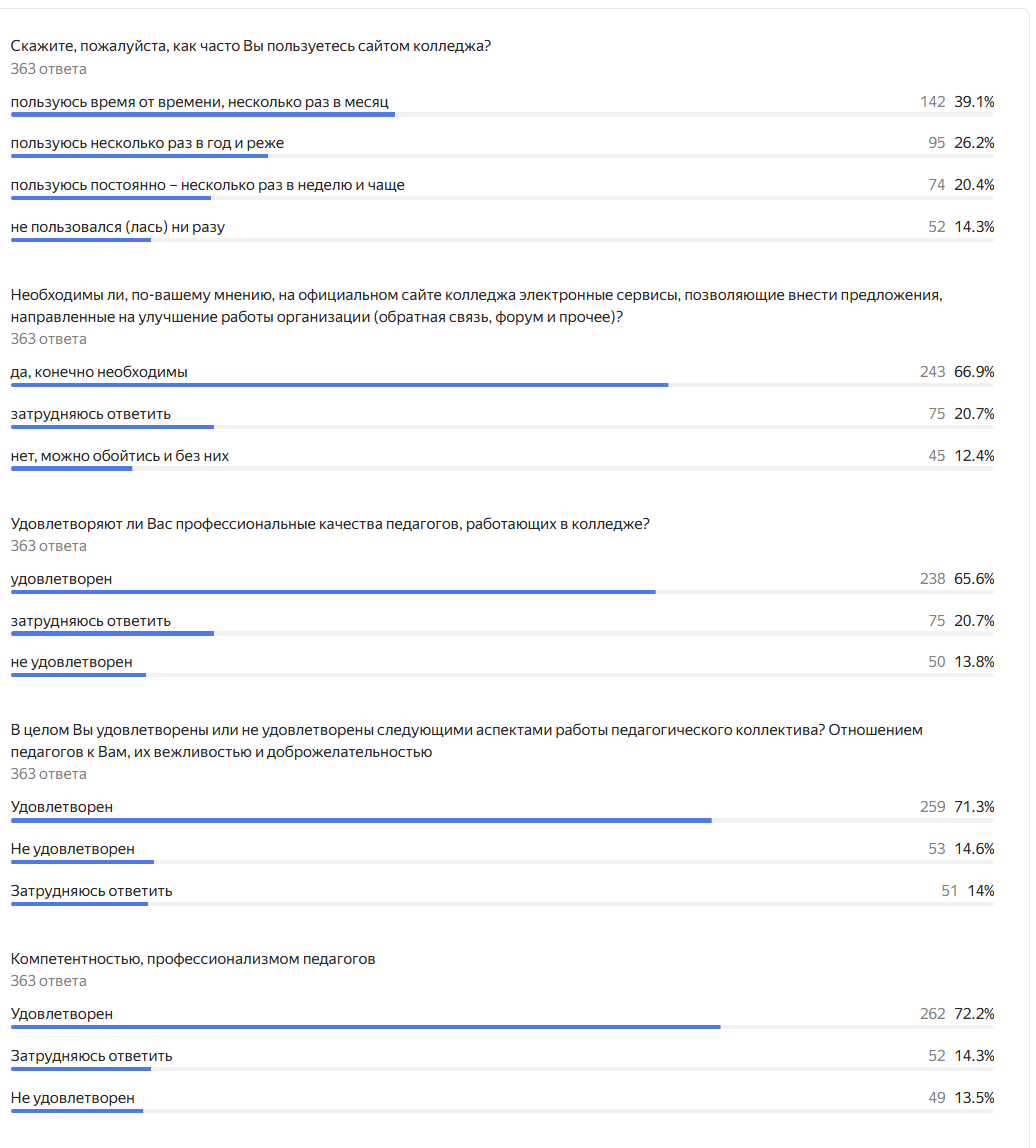 Скажите, пожалуйста, как часто Вы пользуетесь сайтом колледжа?
363 ответа
пользуюсь время от времени, несколько раз в месяц 142 39.1%
пользуюсь несколько раз в год и реже 95 26.2%
пользуюсь постоянно – несколько раз в неделю и чаще 74 20.4%
не пользовался (лась) ни разу 52 14.3%
Необходимы ли, по-вашему мнению, на официальном сайте колледжа электронные сервисы, позволяющие внести предложения,
направленные на улучшение работы организации (обратная связь, форум и прочее)?
363 ответа
да, конечно необходимы 243 66.9%
затрудняюсь ответить 75 20.7%
нет, можно обойтись и без них 45 12.4%
Удовлетворяют ли Вас профессиональные качества педагогов, работающих в колледже?
363 ответа
удовлетворен 238 65.6%
затрудняюсь ответить 75 20.7%
не удовлетворен 50 13.8%
В целом Вы удовлетворены или не удовлетворены следующими аспектами работы педагогического коллектива? Отношением
педагогов к Вам, их вежливостью и доброжелательностью
363 ответа
Удовлетворен 259 71.3%
Не удовлетворен 53 14.6%
Затрудняюсь ответить 51 14%
Компетентностью, профессионализмом педагогов
363 ответа
Удовлетворен 262 72.2%
Затрудняюсь ответить 52 14.3%
Не удовлетворен 49 13.5%